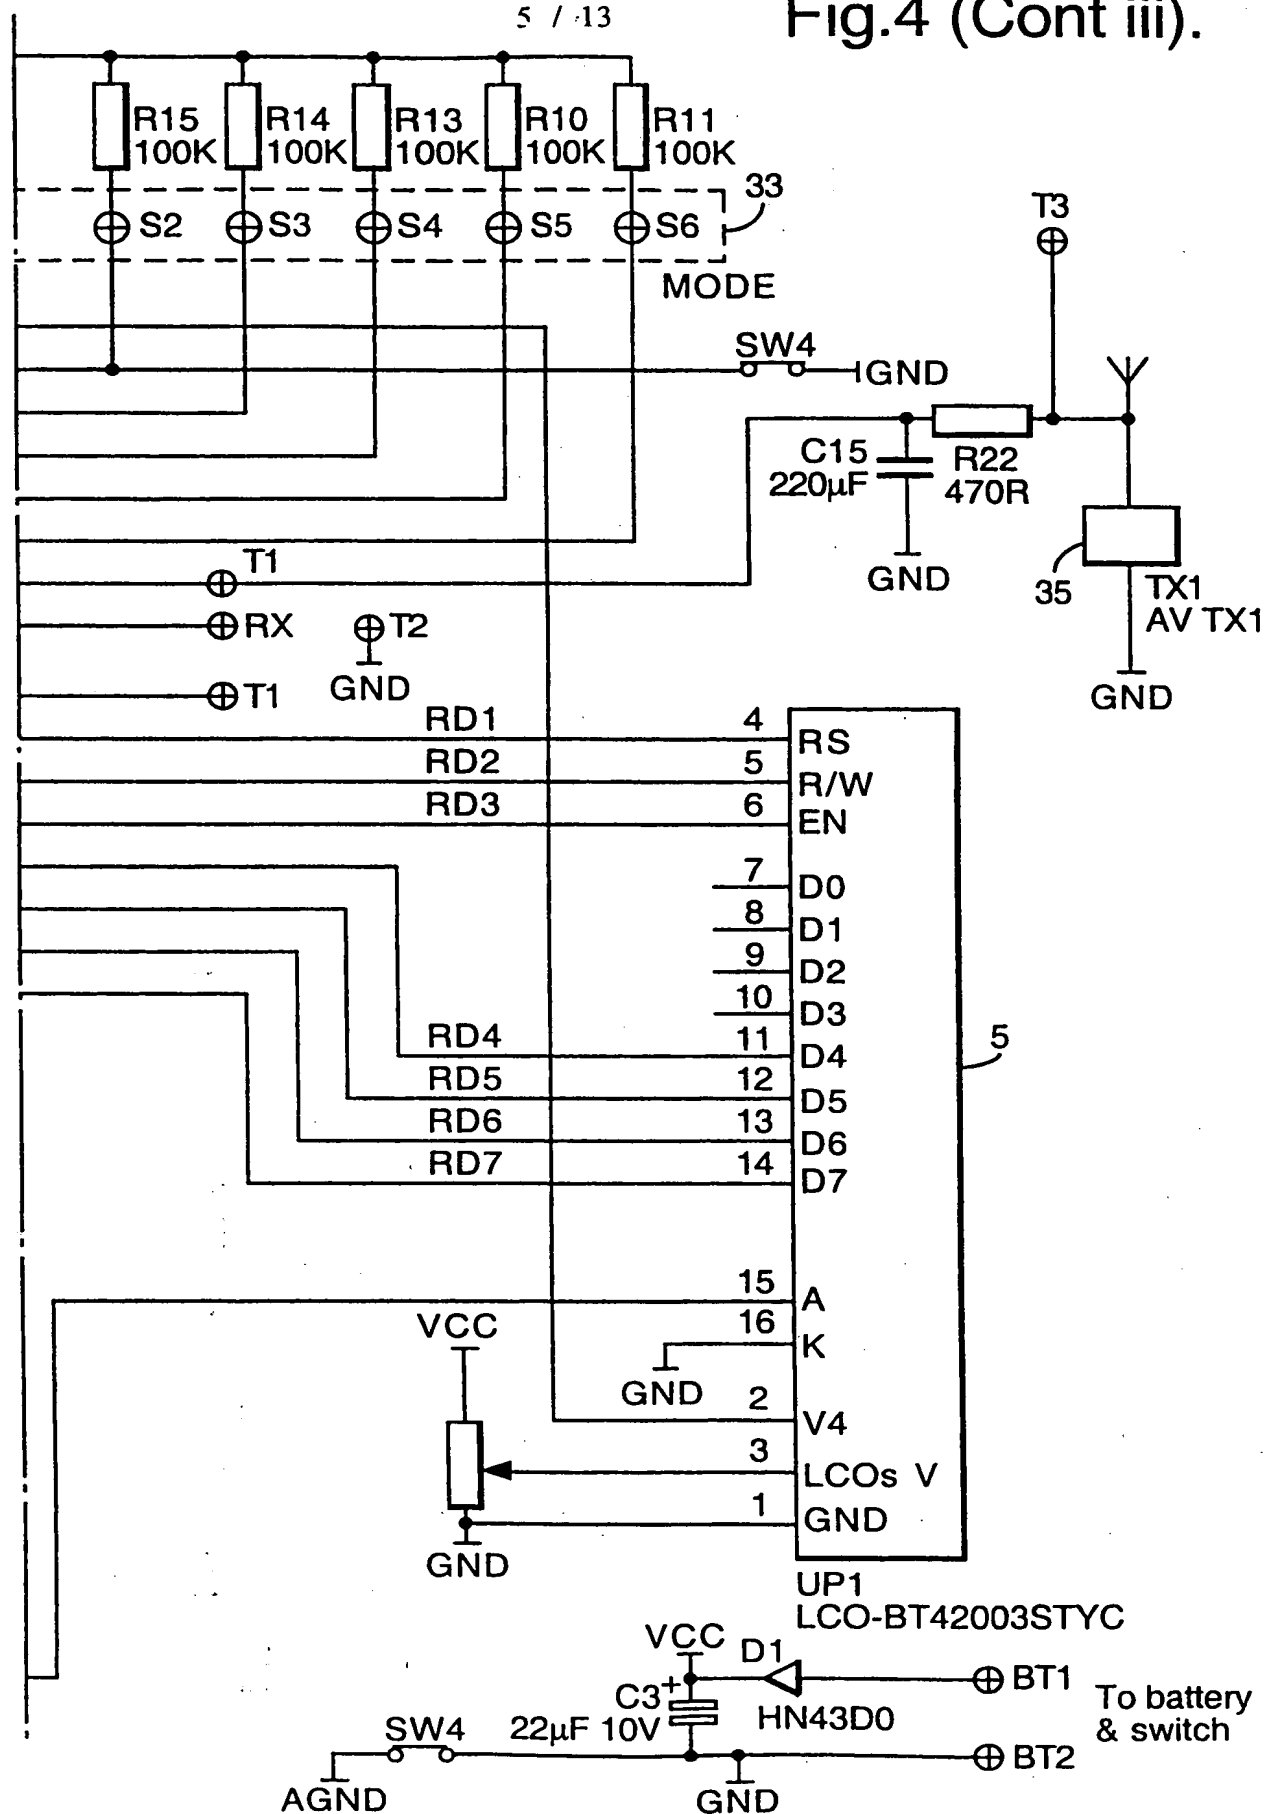 5 / 13
Fig.4 (Cont iii).
R15
100K
R14
100K
R13
100K
R10
100K
R11
100K
33
S2
S3
S4
S5
S6
MODE
T3
SW4
GND
C15
220µF
R22
470R
GND
35
TX1
AV TX1
GND
T1
RX
T2
GND
T1
RD1
4
RS
RD2
5
R/W
RD3
6
EN
7
D0
8
D1
9
D2
10
D3
5
RD4
11
D4
RD5
12
D5
RD6
13
D6
RD7
14
D7
15
A
VCC
16
K
GND
2
V4
3
LCOs V
1
GND
GND
UP1
LCO-BT42003STYC
VCC
D1
BT1
To battery
& switch
C3
+
22µF 10V
HN43D0
SW4
BT2
AGND
GND